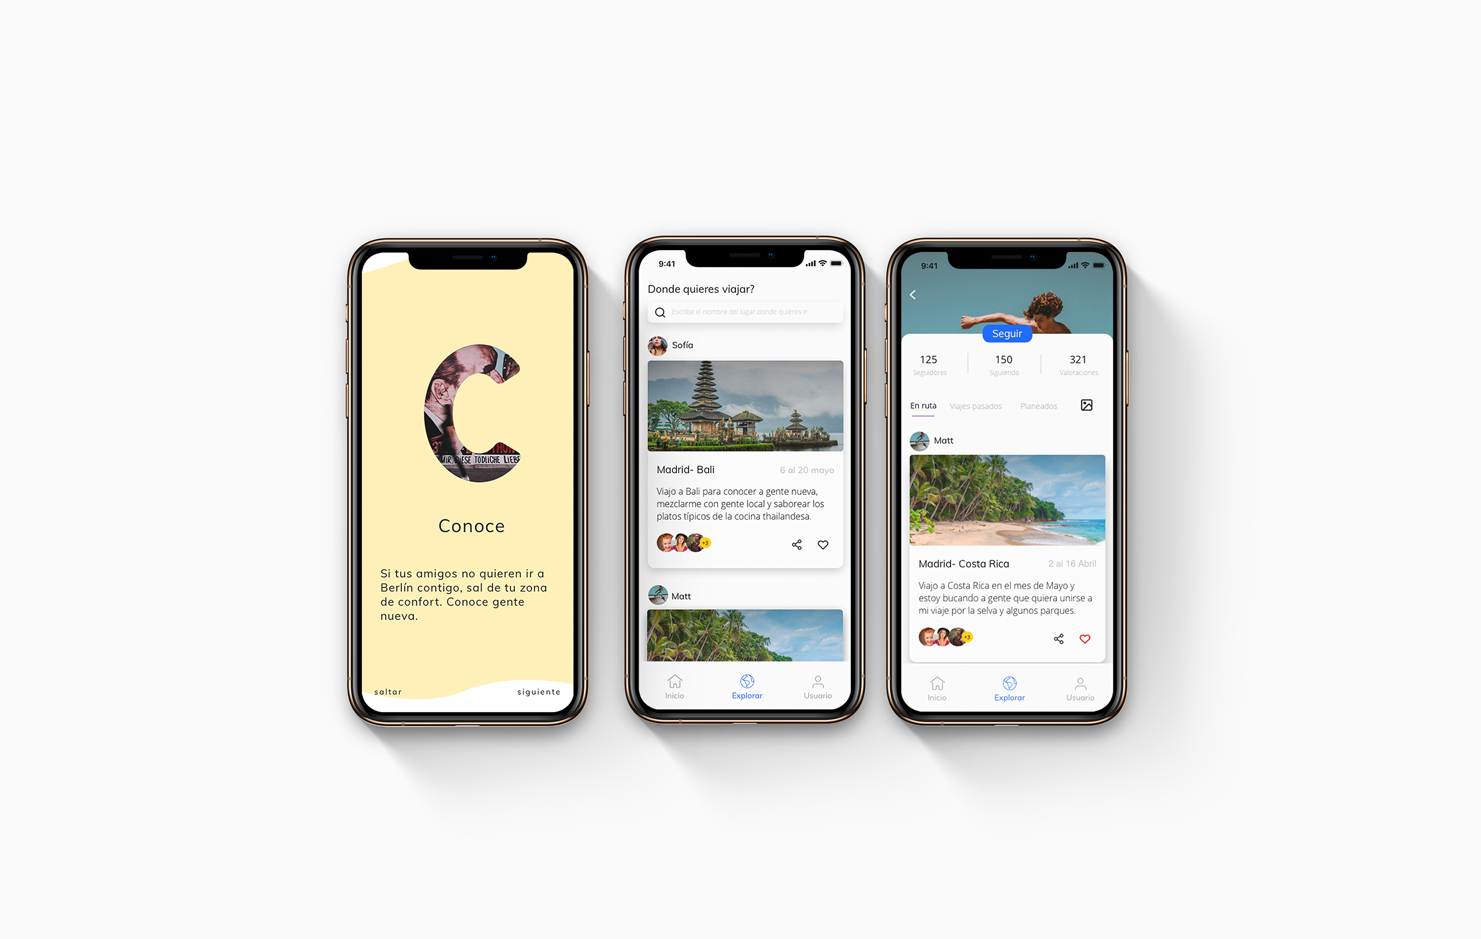 MIR DIESE TÖDLICHE LIEBE
Conoce
Si tus amigos no quieren ir a
Berlín contigo, sal de tu zona
de confort. Conoce gente
nueva.
saltar
siguiente
9:41
Donde quieres viajar?
Escribe el nombre del lugar donde quieres ir
Sofía
Madrid- Bali
6 al 20 mayo
Viajo a Bali para conocer a gente nueva,
mezclarme con gente local y saborear los
platos típicos de la cocina thailandesa.
+3
Matt
Inicio
Explorar
Usuario
9:41
Seguir
125
150
321
Seguidores
Siguiendo
Valoraciones
En ruta
Viajes pasados
Planeados
Matt
Madrid- Costa Rica
2 al 16 Abril
Viajo a Costa Rica en el mes de Mayo y
estoy bucando a gente que quiera unirse a
mi viaje por la selva y algunos parques.
+3
Inicio
Explorar
Usuario